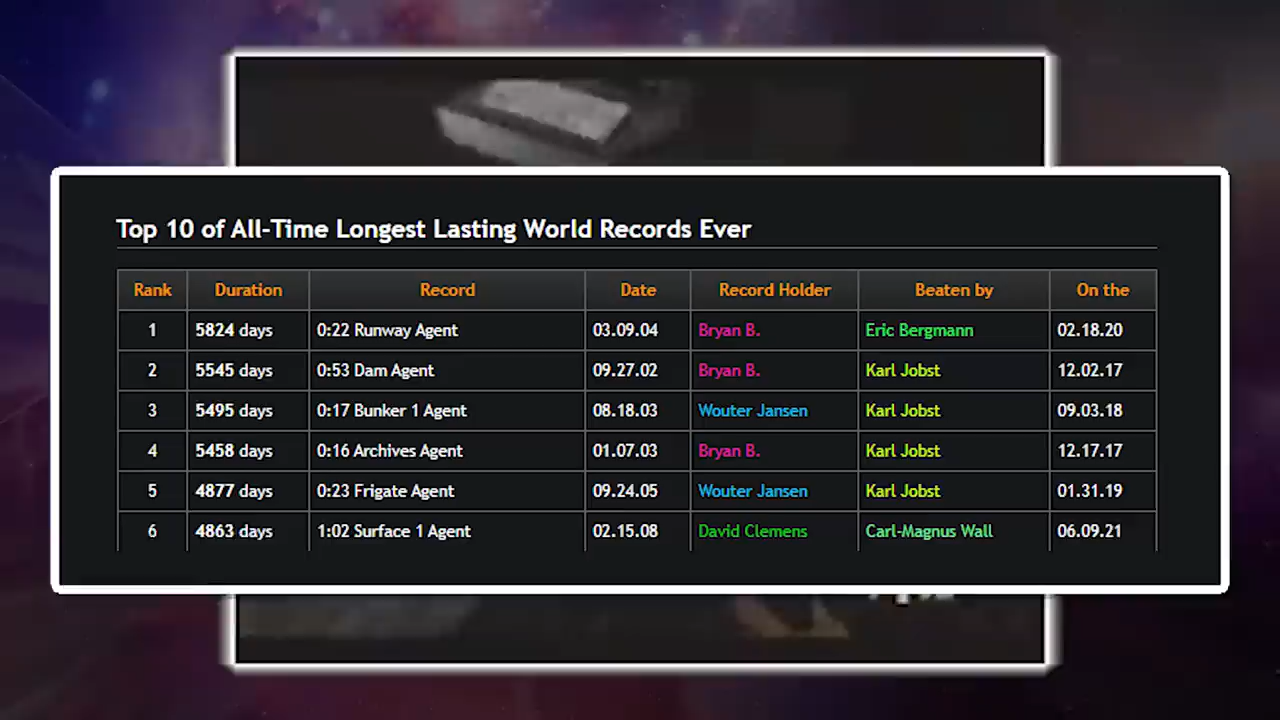 Top 10 of All-Time Longest Lasting World Records Ever
Rank Duration Record Date Record Holder Beaten by On the
1 5824 days 0:22 Runway Agent 03.09.04 Bryan B. Eric Bergmann 02.18.20
2 5545 days 0:53 Dam Agent 09.27.02 Bryan B. Karl Jobst 12.02.17
3 5495 days 0:17 Bunker 1 Agent 08.18.03 Wouter Jansen Karl Jobst 09.03.18
4 5458 days 0:16 Archives Agent 01.07.03 Bryan B. Karl Jobst 12.17.17
5 4877 days 0:23 Frigate Agent 09.24.05 Wouter Jansen Karl Jobst 01.31.19
6 4863 days 1:02 Surface 1 Agent 02.15.08 David Clemens Carl-Magnus Wall 06.09.21